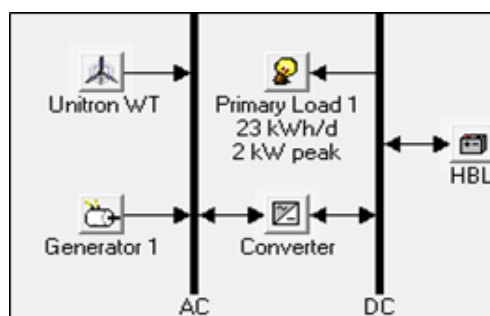 Unitron WT
Primary Load 1
23 kWh/d
2 kW peak
HBL
Generator 1
Converter
AC
DC